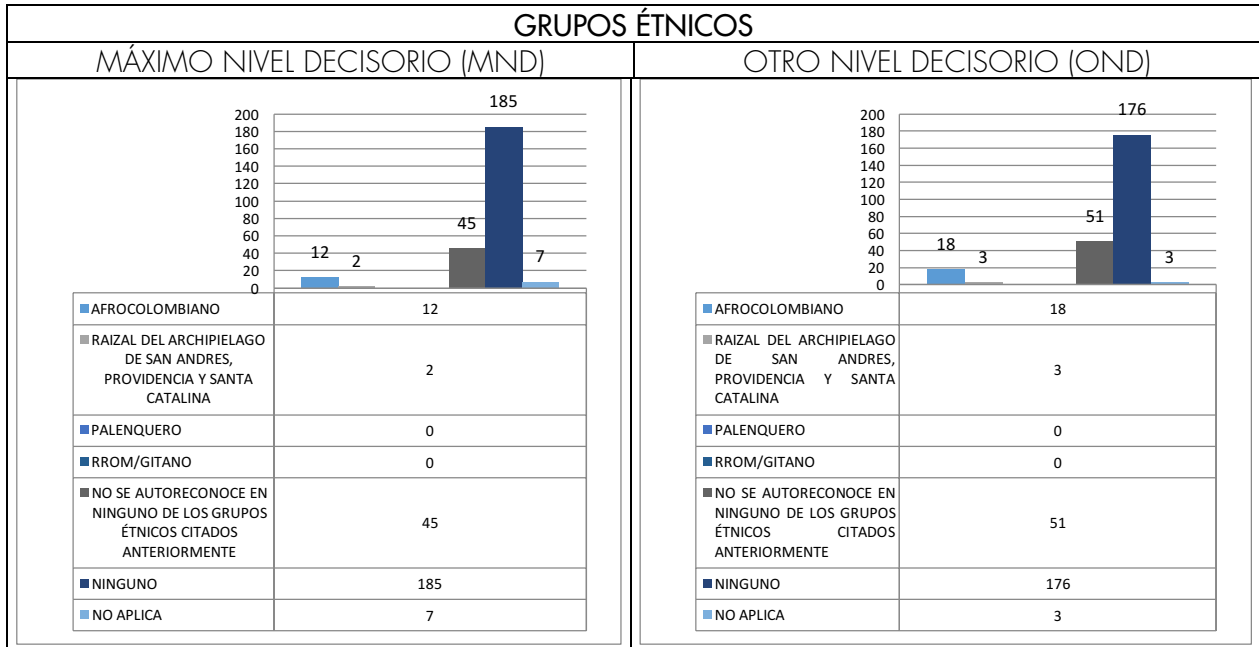 GRUPOS ÉTNICOS
MÁXIMO NIVEL DECISORIO (MND)
185
200
180
160
140
120
100
80
60
40
20
0
12
2
45
7
AFROCOLOMBIANO 12
RAIZAL DEL ARCHIPIELAGO
DE SAN ANDRES,
PROVIDENCIA Y SANTA
CATALINA
2
PALENQUERO 0
RROM/GITANO 0
NO SE AUTORECONOCE EN
NINGUNO DE LOS GRUPOS
ÉTNICOS CITADOS
ANTERIORMENTE
45
NINGUNO 185
NO APLICA 7
OTRO NIVEL DECISORIO (OND)
176
200
180
160
140
120
100
80
60
40
20
0
18
3
51
3
AFROCOLOMBIANO 18
RAIZAL DEL ARCHIPIELAGO
DE SAN ANDRES,
PROVIDENCIA Y SANTA
CATALINA
3
PALENQUERO 0
RROM/GITANO 0
NO SE AUTORECONOCE EN
NINGUNO DE LOS GRUPOS
ÉTNICOS CITADOS
ANTERIORMENTE
51
NINGUNO 176
NO APLICA 3